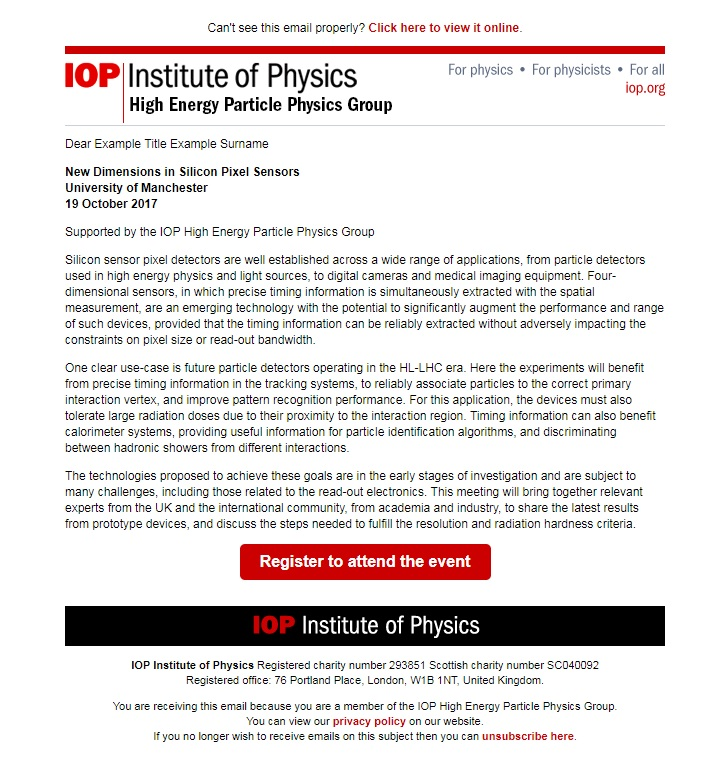 Can't see this email properly? Click here to view it online.
IOP Institute of Physics
High Energy Particle Physics Group
For physics • For physicists • For all
iop.org
Dear Example Title Example Surname
New Dimensions in Silicon Pixel Sensors
University of Manchester
19 October 2017
Supported by the IOP High Energy Particle Physics Group
Silicon sensor pixel detectors are well established across a wide range of applications, from particle detectors
used in high energy physics and light sources, to digital cameras and medical imaging equipment. Four-
dimensional sensors, in which precise timing information is simultaneously extracted with the spatial
measurement, are an emerging technology with the potential to significantly augment the performance and range
of such devices, provided that the timing information can be reliably extracted without adversely impacting the
constraints on pixel size or read-out bandwidth.
One clear use-case is future particle detectors operating in the HL-LHC era. Here the experiments will benefit
from precise timing information in the tracking systems, to reliably associate particles to the correct primary
interaction vertex, and improve pattern recognition performance. For this application, the devices must also
tolerate large radiation doses due to their proximity to the interaction region. Timing information can also benefit
calorimeter systems, providing useful information for particle identification algorithms, and discriminating
between hadronic showers from different interactions.
The technologies proposed to achieve these goals are in the early stages of investigation and are subject to
many challenges, including those related to the read-out electronics. This meeting will bring together relevant
experts from the UK and the international community, from academia and industry, to share the latest results
from prototype devices, and discuss the steps needed to fulfill the resolution and radiation hardness criteria.
Register to attend the event
IOP Institute of Physics
IOP Institute of Physics Registered charity number 293851 Scottish charity number SC040092
Registered office: 76 Portland Place, London, W1B 1NT, United Kingdom.
You are receiving this email because you are a member of the IOP High Energy Particle Physics Group.
You can view our privacy policy on our website.
If you no longer wish to receive emails on this subject then you can unsubscribe here.